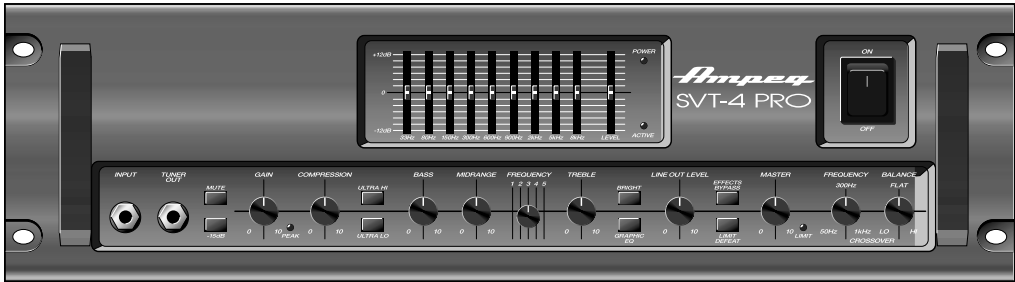 +12dB
0
-12dB
33Hz 80Hz 150Hz 300Hz 600Hz 900Hz 2kHz 5kHz 8kHz LEVEL
POWER
ACTIVE
Ampeg
SVT-4 PRO
ON
OFF
INPUT
TUNER
OUT
MUTE
-15dB
GAIN
0 10
PEAK
COMPRESSION
0 10
ULTRA HI
ULTRA LO
BASS
0 10
MIDRANGE
0 10
FREQUENCY
1 2 3 4 5
TREBLE
0 10
BRIGHT
GRAPHIC
EQ
LINE OUT LEVEL
0 10
EFFECTS
BYPASS
LIMIT
DEFEAT
MASTER
0 10
LIMIT
FREQUENCY
300Hz
50Hz 1kHz
BALANCE
FLAT
LO HI
CROSSOVER